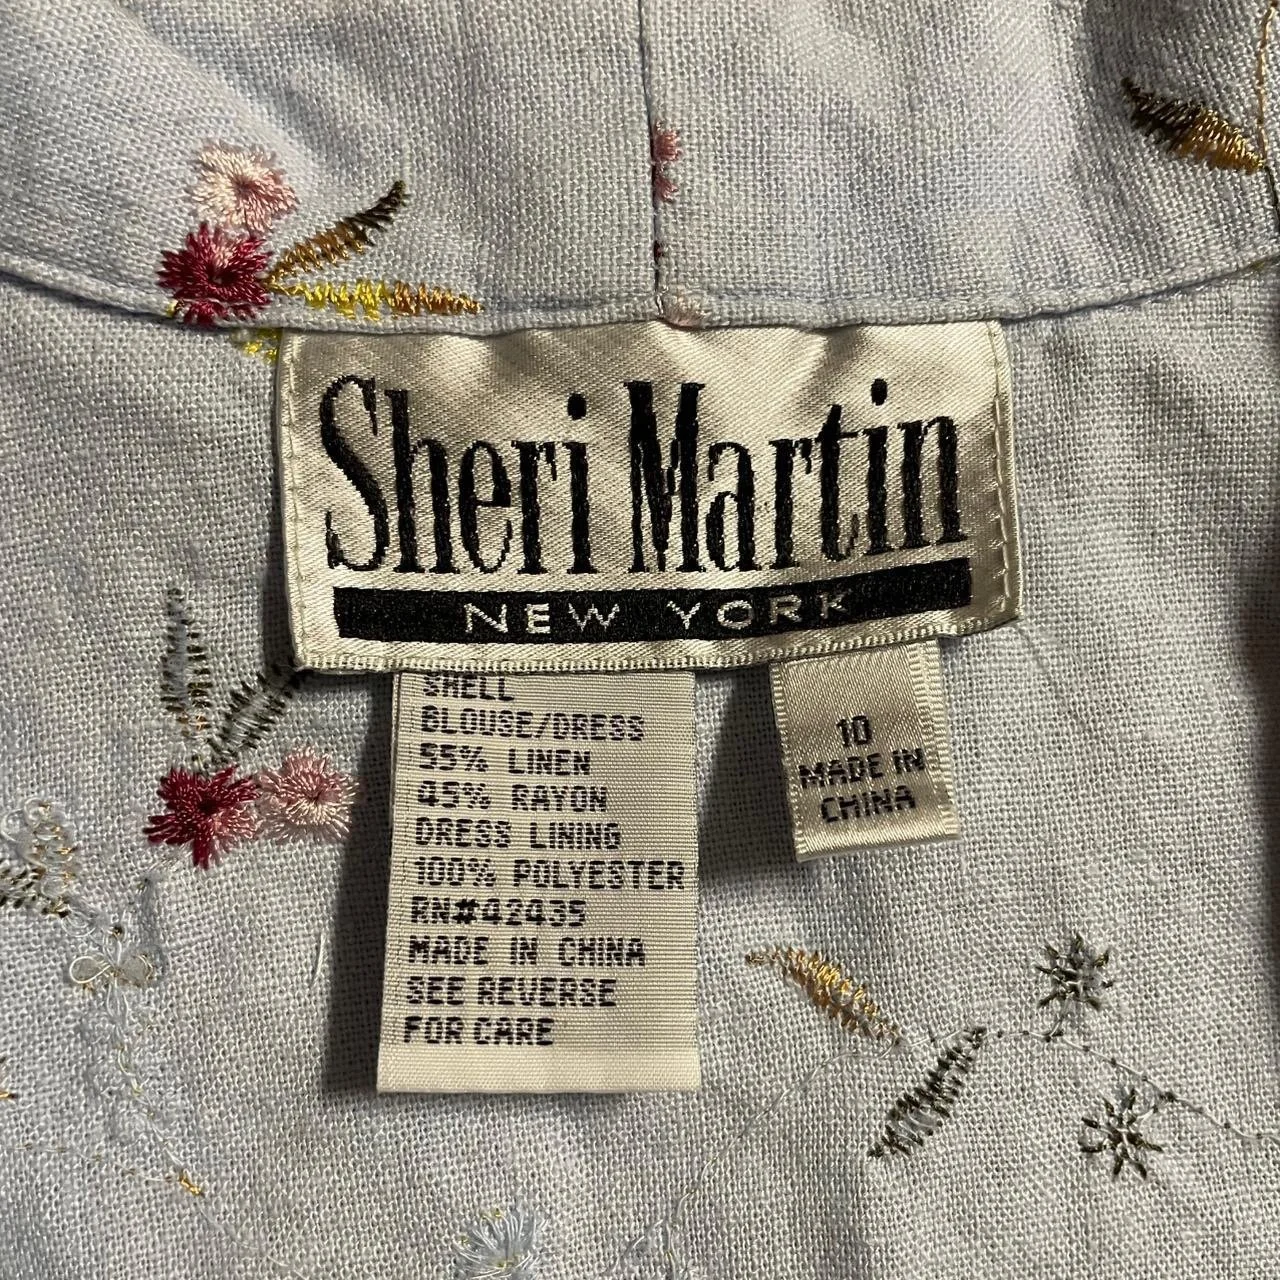 Sheri Martin
NEW YORK
SHELL
BLOUSE/DRESS
55% LINEN
45% RAYON
DRESS LINING
100% POLYESTER
RN#42435
MADE IN CHINA
SEE REVERSE
FOR CARE
10
MADE IN
CHINA